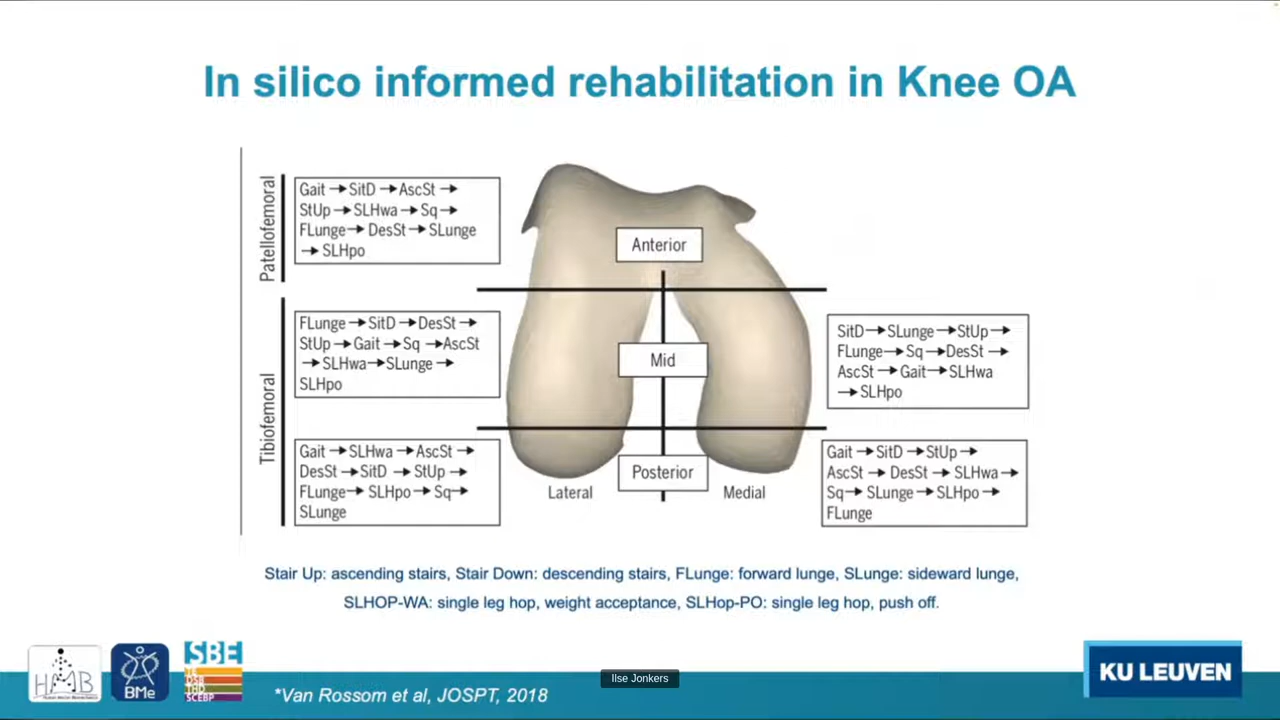 In silico informed rehabilitation in Knee OA
Patellofemoral
Gait → SitD → AscSt →
StUp → SLHwa → Sq →
FLunge → DesSt → SLunge
→ SLHpo
Anterior
Tibiofemoral
FLunge → SitD → DesSt →
StUp → Gait → Sq → AscSt
→ SLHwa → SLunge →
SLHpo
Mid
SitD → SLunge → StUp →
FLunge → Sq → DesSt →
AscSt → Gait → SLHwa
→ SLHpo
Gait → SLHwa → AscSt →
DesSt → SitD → StUp →
FLunge → SLHpo → Sq →
SLunge
Posterior
Lateral
Medial
Gait → SitD → StUp →
AscSt → DesSt → SLHwa →
Sq → SLunge → SLHpo →
FLunge
Stair Up: ascending stairs, Stair Down: descending stairs, FLunge: forward lunge, SLunge: sideward lunge,
SLHOP-WA: single leg hop, weight acceptance, SLHop-PO: single leg hop, push off.
HMB
BMe
SBE
SCEBP
*Van Rossom et al, JOSPT, 2018
Ilse Jonkers
KU LEUVEN